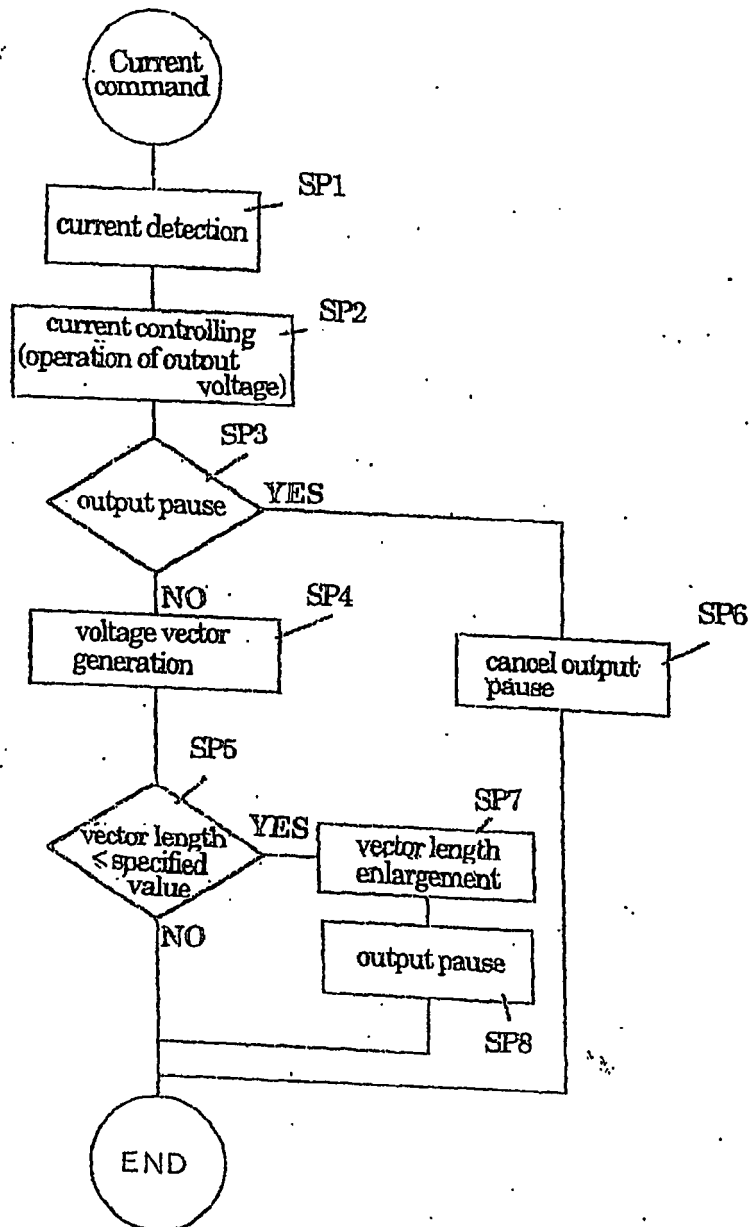 Current
command
SP1
current detection
SP2
current controlling
(operation of output
voltage)
SP3
output pause
YES
NO
SP4
voltage vector
generation
SP6
cancel output
pause
SP5
vector length
≤ specified
value
YES
NO
SP7
vector length
enlargement
output pause
SP8
END